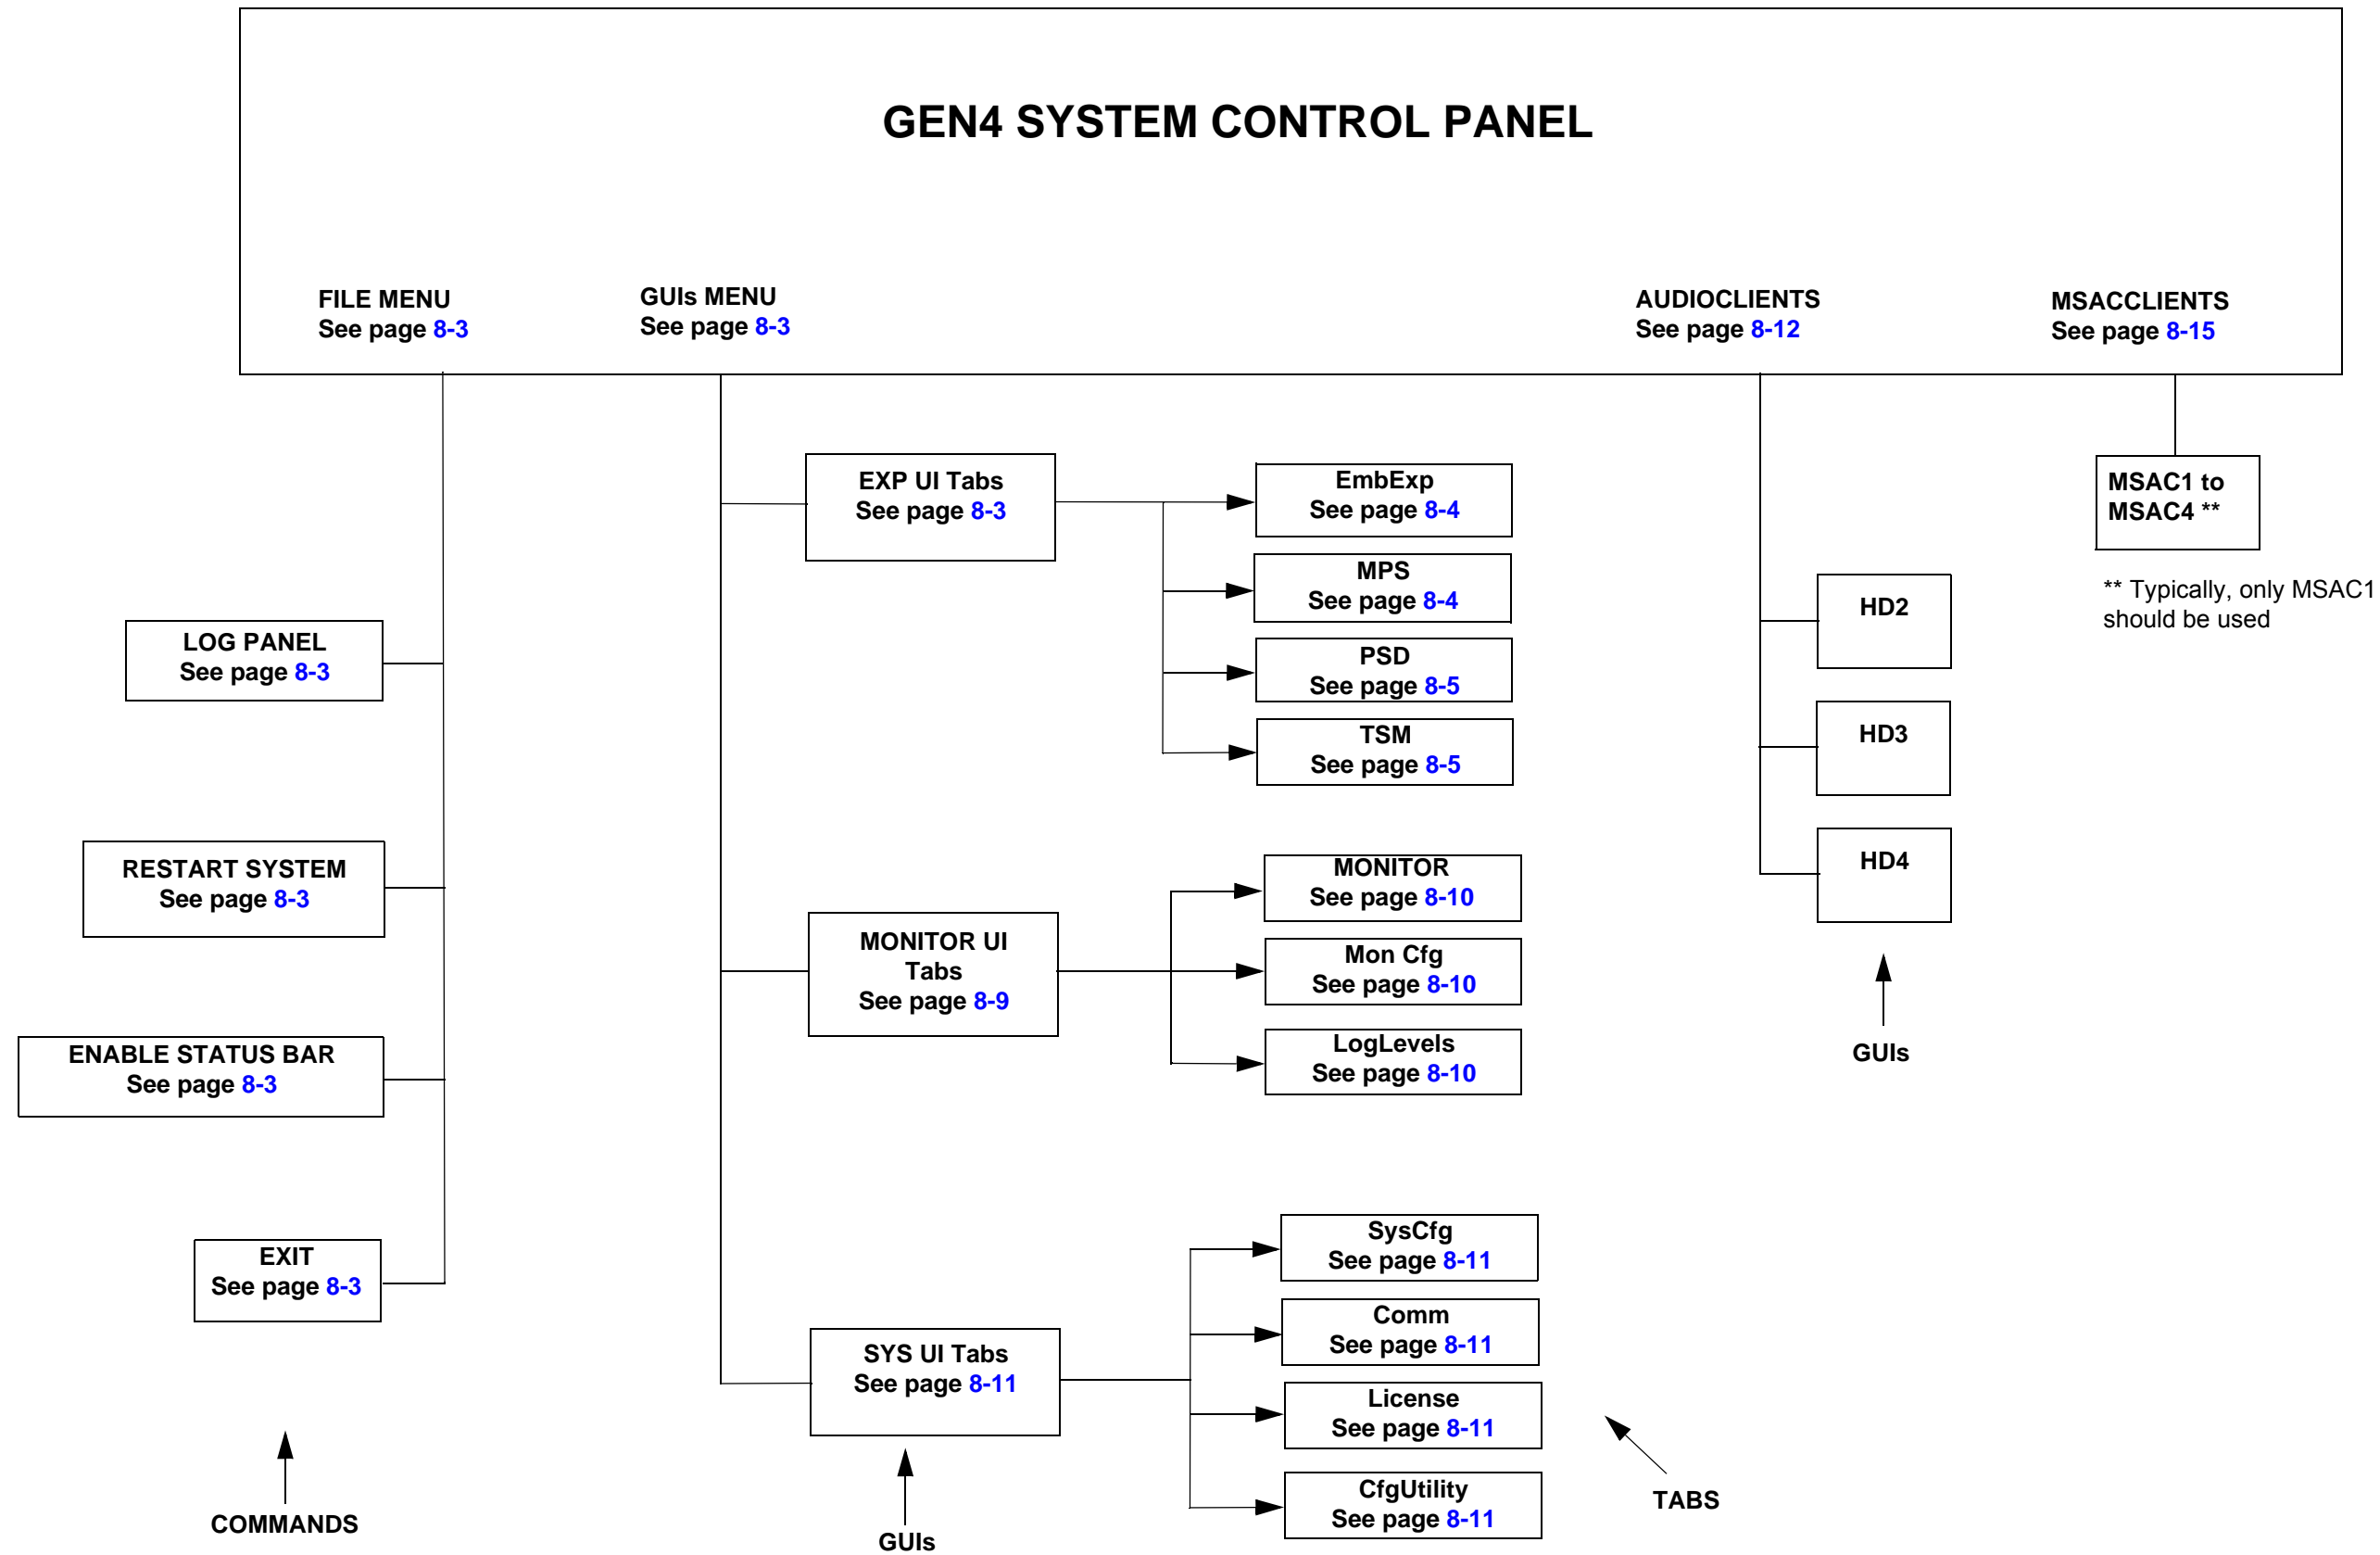 GEN4 SYSTEM CONTROL PANEL
FILE MENU
See page 8-3
GUIs MENU
See page 8-3
AUDIOCLIENTS
See page 8-12
MSACCLIENTS
See page 8-15
LOG PANEL
See page 8-3
RESTART SYSTEM
See page 8-3
ENABLE STATUS BAR
See page 8-3
EXIT
See page 8-3
COMMANDS
EXP UI Tabs
See page 8-3
EmbExp
See page 8-4
MPS
See page 8-4
PSD
See page 8-5
TSM
See page 8-5
MONITOR UI
Tabs
See page 8-9
MONITOR
See page 8-10
Mon Cfg
See page 8-10
LogLevels
See page 8-10
SYS UI Tabs
See page 8-11
SysCfg
See page 8-11
Comm
See page 8-11
License
See page 8-11
CfgUtility
See page 8-11
GUIs
TABS
HD2
HD3
HD4
GUIs
MSAC1 to
MSAC4 **
** Typically, only MSAC1
should be used